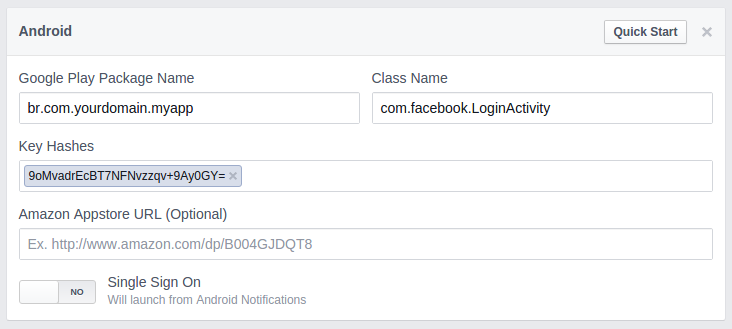 Android
Quick Start ×
Google Play Package Name
Class Name
br.com.yourdomain.myapp
com.facebook.LoginActivity
Key Hashes
9oMvadrEcBT7NFNvzzqv+9Ay0GY= ×
Amazon Appstore URL (Optional)
Ex. http://www.amazon.com/dp/B004GJDQT8
NO
Single Sign On
Will launch from Android Notifications